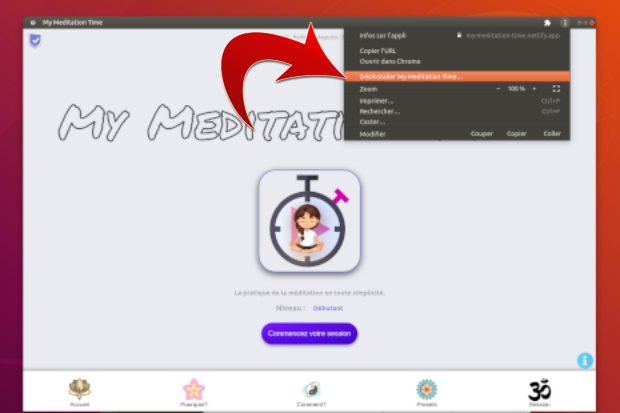 My Meditation Time
Infos sur l'appli my-meditation-time.netlify.app
Copier l'URL
Ouvrir dans Chrome
Désinstaller My Meditation Time...
Zoom - 100 % +
Imprimer... Ctrl+P
Rechercher... Ctrl+F
Caster...
Modifier Couper Copier Coller
My Meditati
La pratique de la méditation en toute simplicité.
Niveau : Débutant
Commencez votre session
i
Accueil Pourquoi? Comment? Presets Session